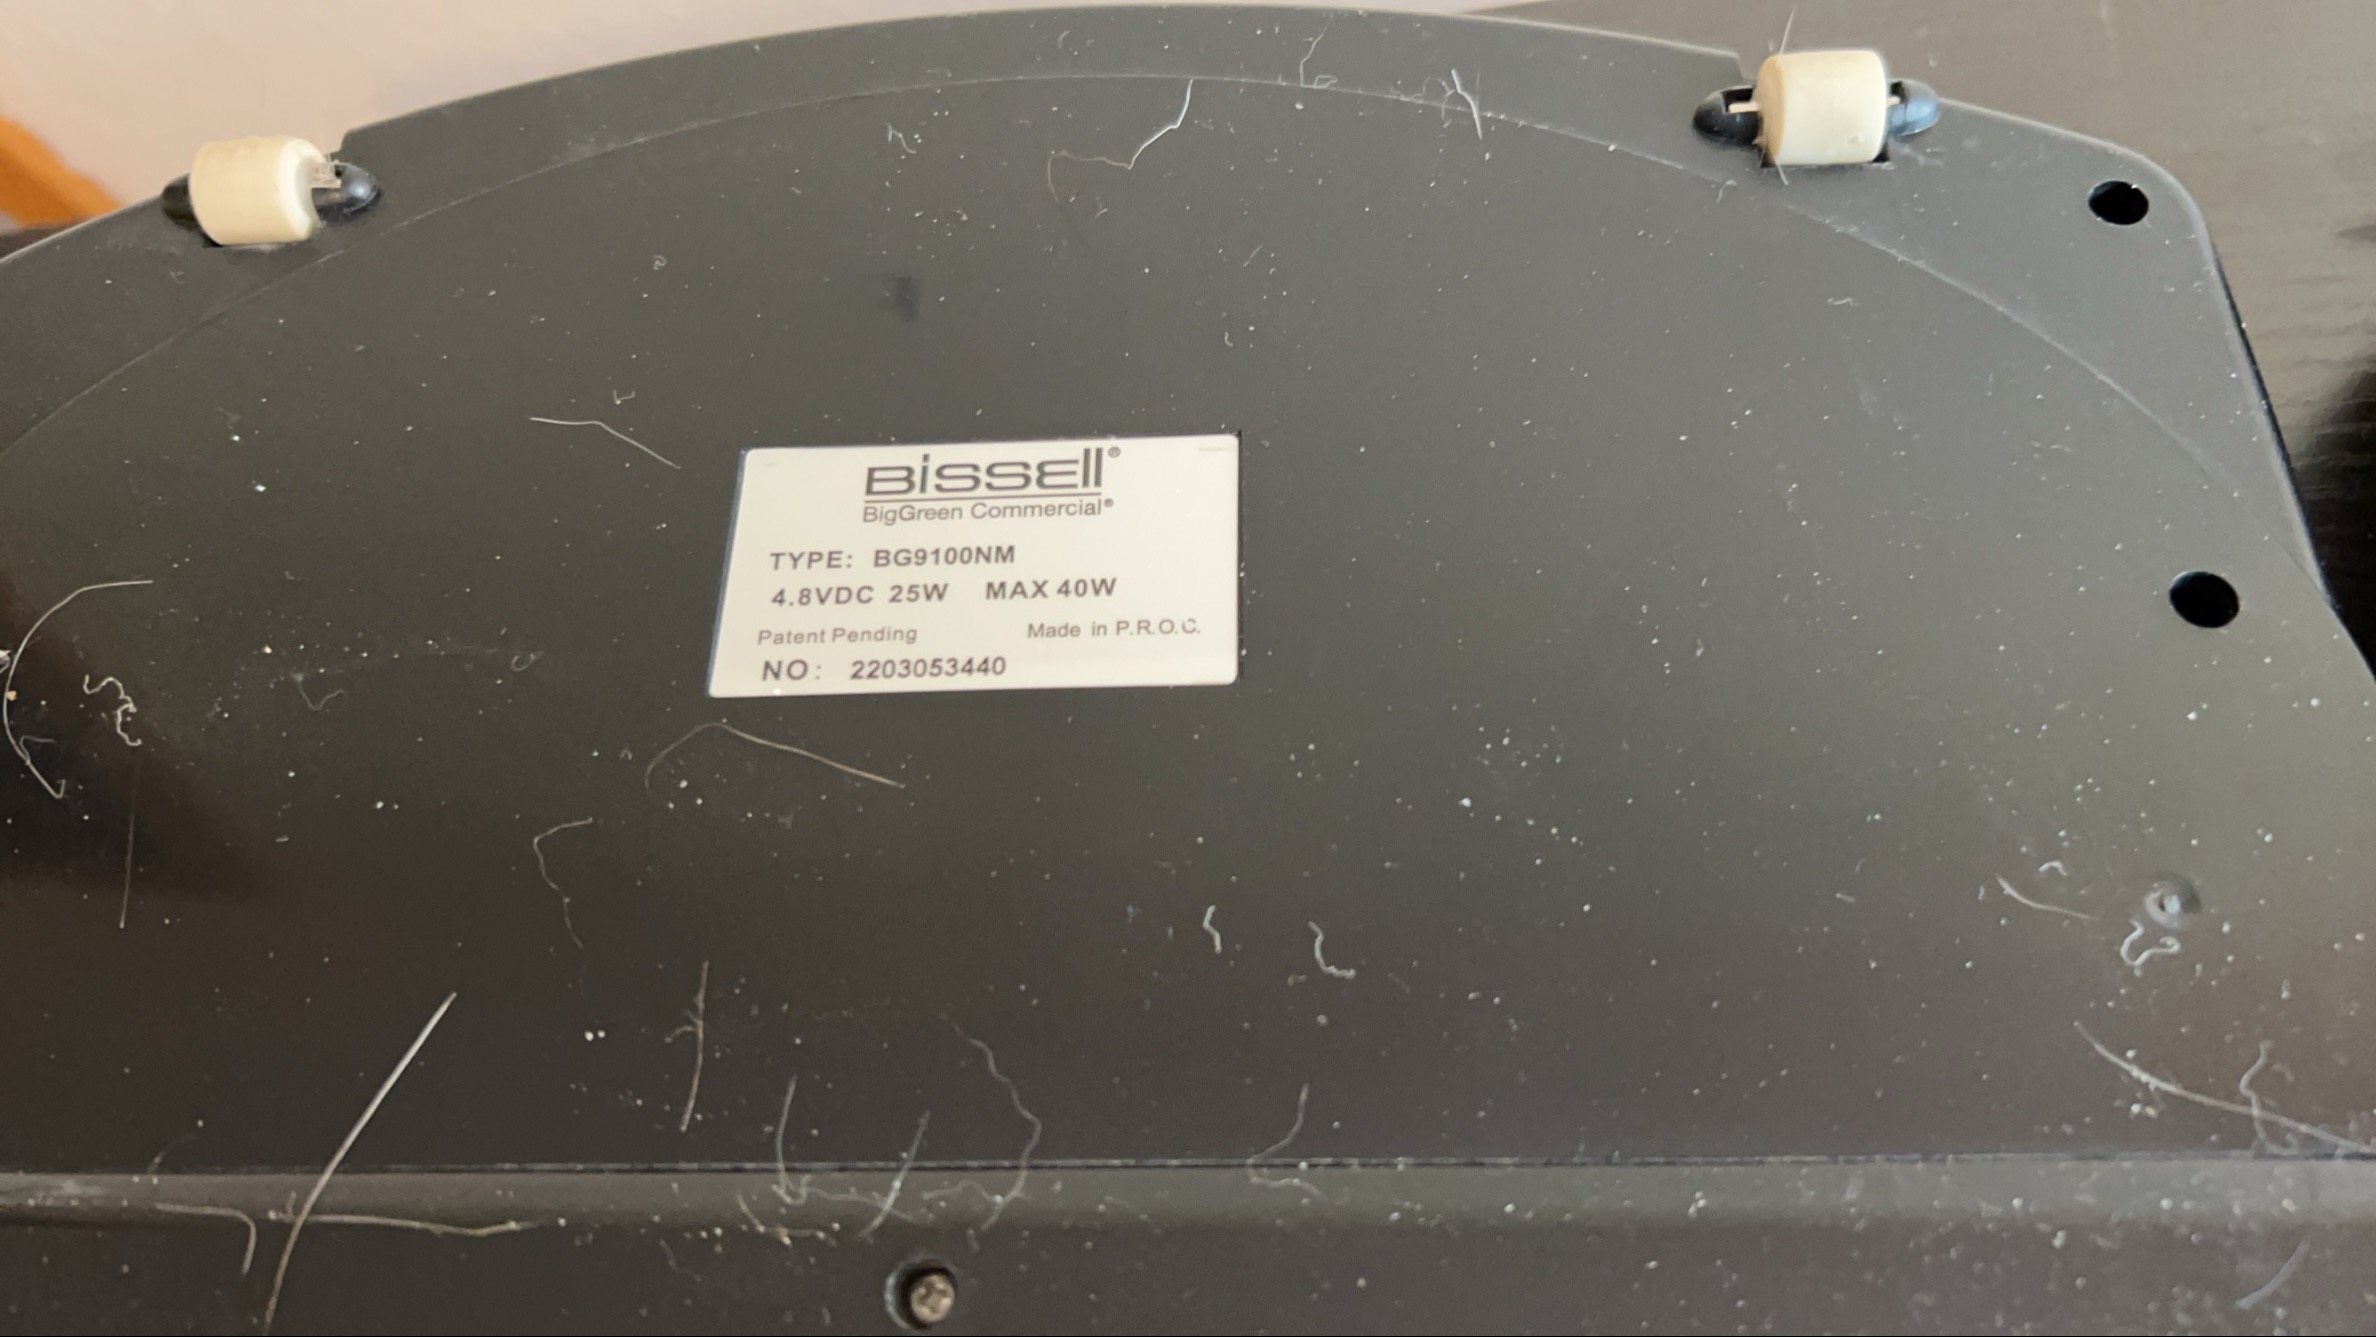 BISSELL®
BigGreen Commercial®
TYPE: BG9100NM
4.8VDC 25W MAX 40W
Patent Pending Made in P.R.O.C.
NO: 2203053440